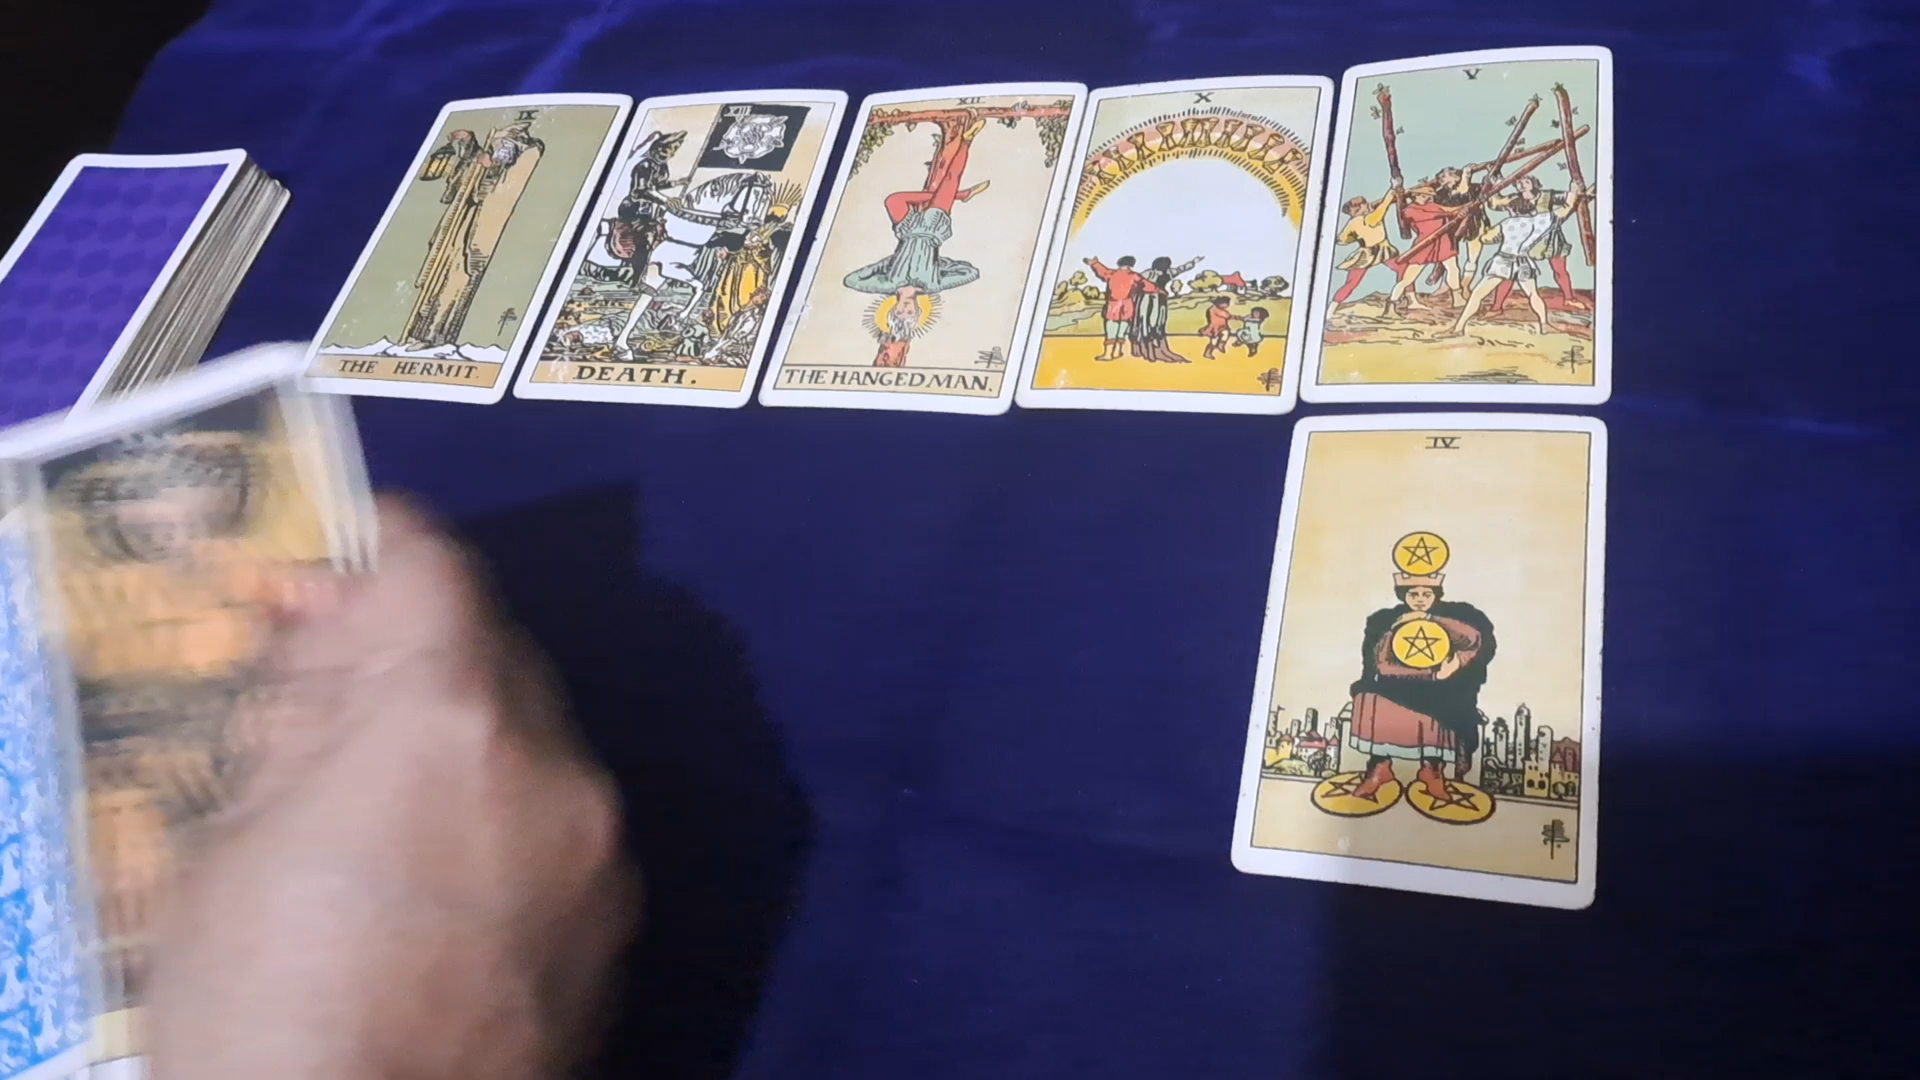 IX
THE HERMIT.
XIII
DEATH.
XII
THE HANGED MAN.
X
V
IV